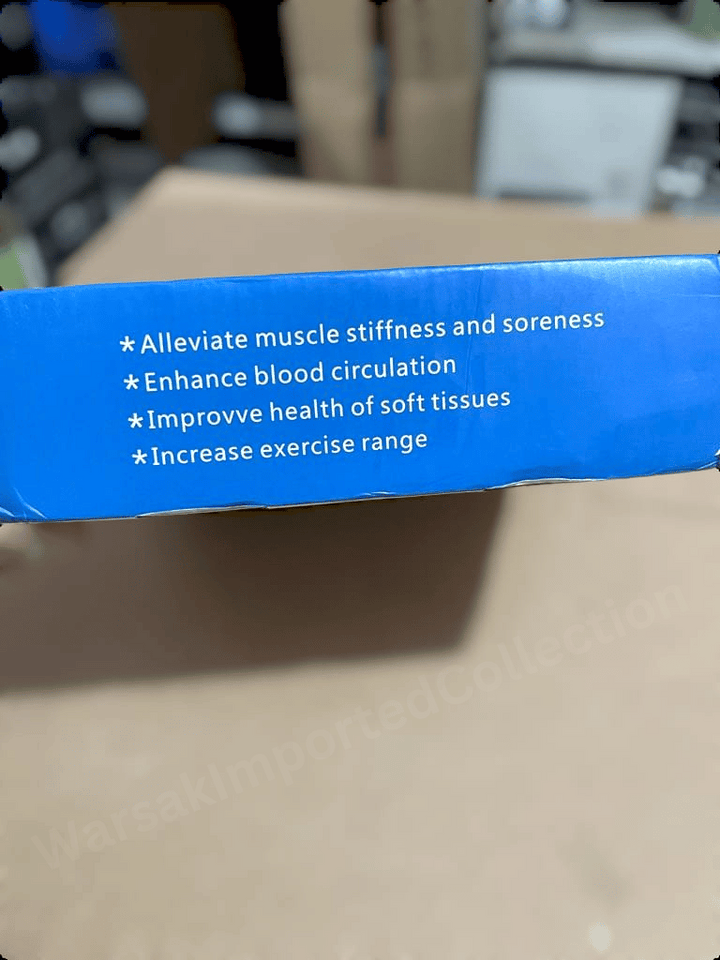 *Alleviate muscle stiffness and soreness
*Enhance blood circulation
*Improvve health of soft tissues
*Increase exercise range
WarsakImportedCollection